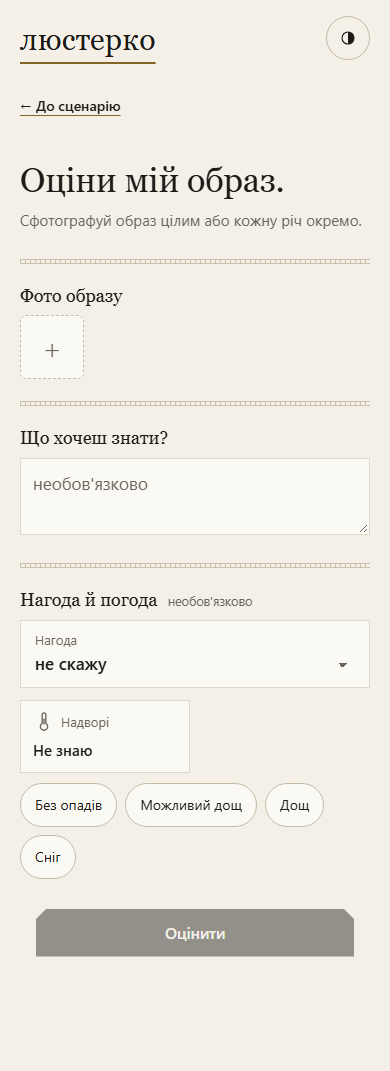 люстерко
← До сценарію
Оціни мій образ.
Сфотографуй образ цілим або кожну річ окремо.
Фото образу
+
Що хочеш знати?
необов'язково
Нагода й погода необов'язково
Нагода
не скажу
Надворі
Не знаю
Без опадів Можливий дощ Дощ
Сніг
Оцінити